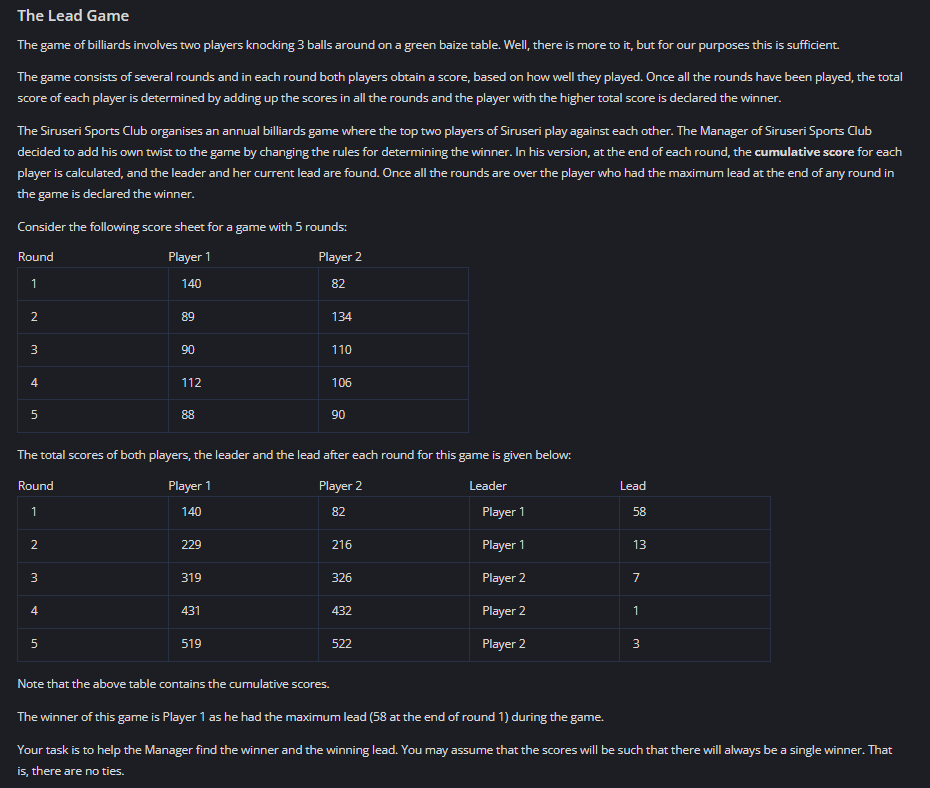 The Lead Game
The game of billiards involves two players knocking 3 balls around on a green baize table. Well, there is more to it, but for our purposes this is sufficient.
The game consists of several rounds and in each round both players obtain a score, based on how well they played. Once all the rounds have been played, the total
score of each player is determined by adding up the scores in all the rounds and the player with the higher total score is declared the winner.
The Siruseri Sports Club organises an annual billiards game where the top two players of Siruseri play against each other. The Manager of Siruseri Sports Club
decided to add his own twist to the game by changing the rules for determining the winner. In his version, at the end of each round, the cumulative score for each
player is calculated, and the leader and her current lead are found. Once all the rounds are over the player who had the maximum lead at the end of any round in
the game is declared the winner.
Consider the following score sheet for a game with 5 rounds:
Round Player 1 Player 2
1 140 82
2 89 134
3 90 110
4 112 106
5 88 90
The total scores of both players, the leader and the lead after each round for this game is given below:
Round Player 1 Player 2 Leader Lead
1 140 82 Player 1 58
2 229 216 Player 1 13
3 319 326 Player 2 7
4 431 432 Player 2 1
5 519 522 Player 2 3
Note that the above table contains the cumulative scores.
The winner of this game is Player 1 as he had the maximum lead (58 at the end of round 1) during the game.
Your task is to help the Manager find the winner and the winning lead. You may assume that the scores will be such that there will always be a single winner. That
is, there are no ties.